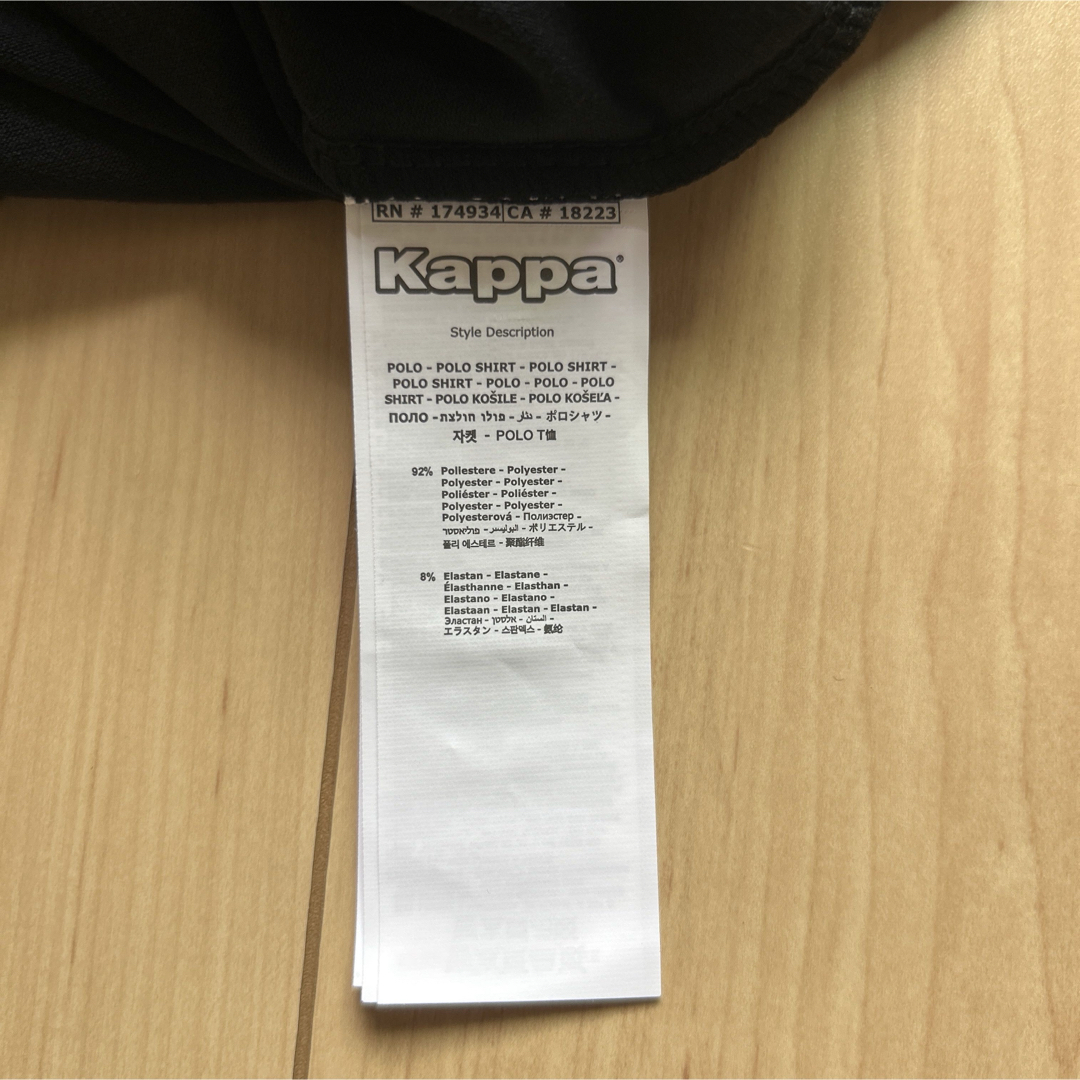 RN # 174934 CA # 18223
Kappa®
Style Description
POLO - POLO SHIRT - POLO SHIRT -
POLO SHIRT - POLO - POLO - POLO
SHIRT - POLO KOŠILE - POLO KOŠEĽA -
ПОЛО - פולו חולצת - - ポロシャツ -
자켓 - POLO T恤
92% Poliestere - Polyester -
Polyester - Polyester -
Poliéster - Poliéster -
Polyester - Polyester -
Polyesterová - Полиэстер -
פוליאסטר - البوليستر - ポリエステル -
폴리 에스테르 - 聚酯纤维
8% Elastan - Elastane -
Élasthanne - Elasthan -
Elastano - Elastano -
Elastaan - Elastan - Elastan -
Эластан - אלסטן - الستان -
エラスタン - 스판덱스 - 氨纶